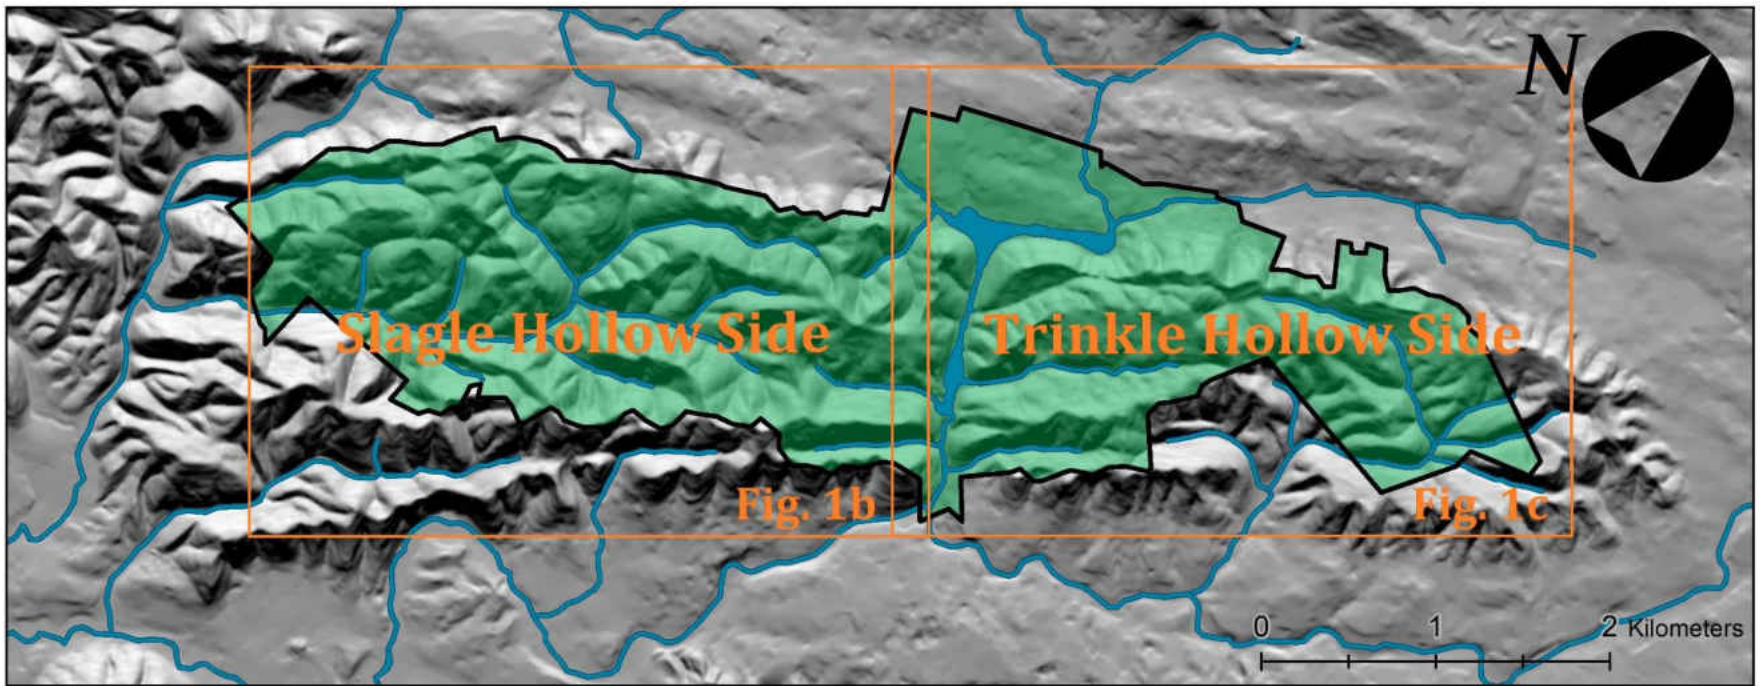 N
Slagle Hollow Side
Trinkle Hollow Side
Fig. 1b
Fig. 1c
0 1 2 Kilometers